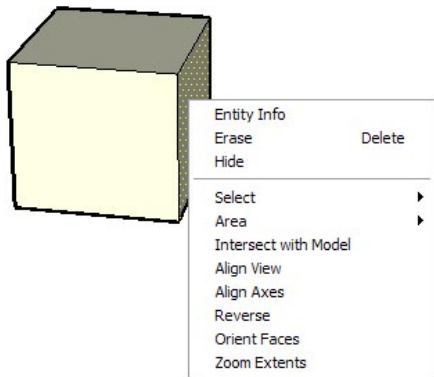 Entity Info
Erase Delete
Hide
Select
Area
Intersect with Model
Align View
Align Axes
Reverse
Orient Faces
Zoom Extents